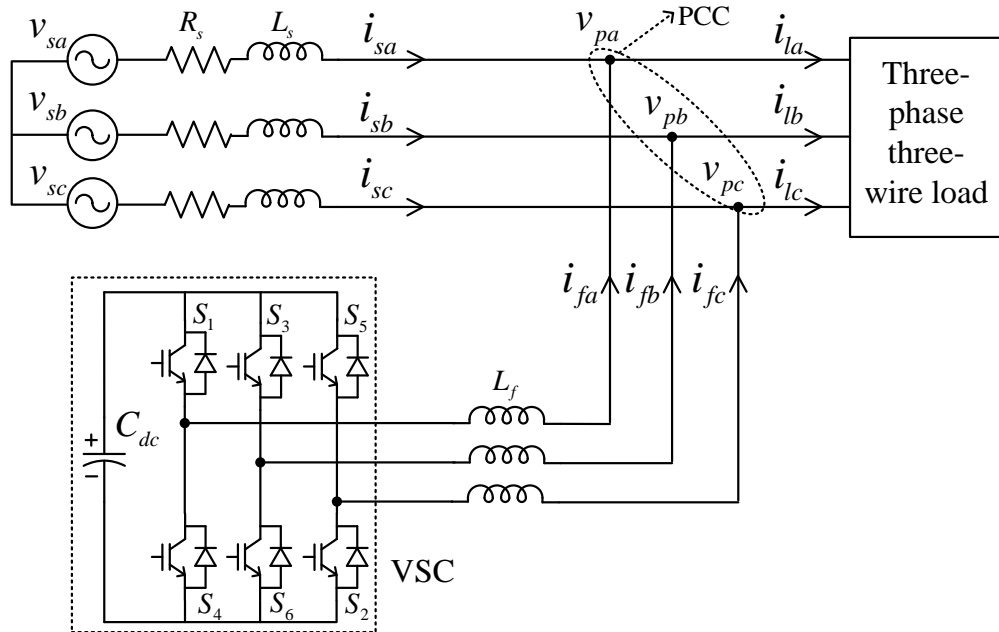 v_sa
R_s
L_s
i_sa
v_pa
PCC
i_la
v_sb
i_sb
v_pb
i_lb
v_sc
i_sc
v_pc
i_lc
Three-
phase
three-
wire load
i_fa
i_fb
i_fc
S_1
S_3
S_5
L_f
+
C_dc
−
VSC
S_4
S_6
S_2